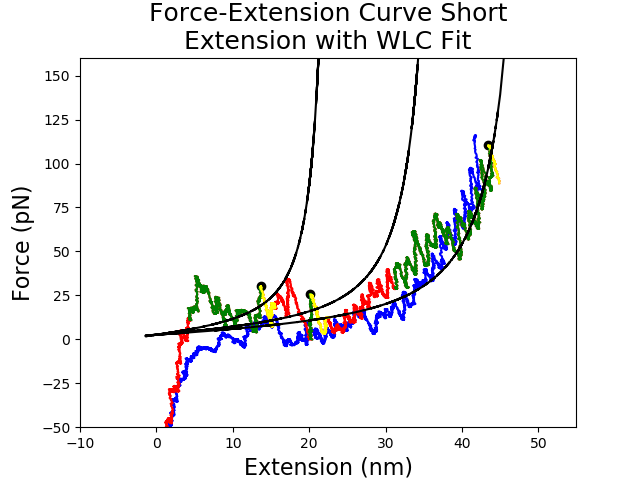 Force-Extension Curve Short
Extension with WLC Fit
150
125
100
75
50
25
0
−25
−50
−10 0 10 20 30 40 50
Force (pN)
Extension (nm)